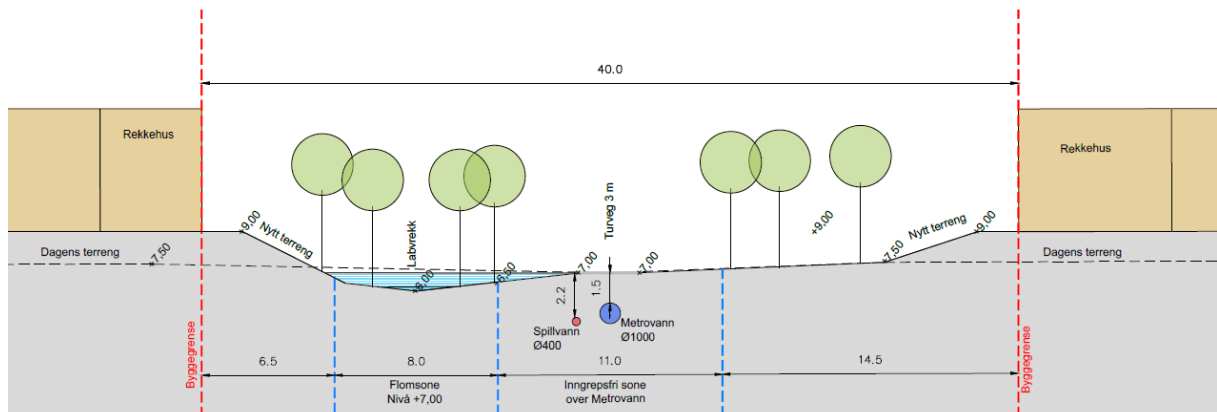 40.0
Rekkehus
Rekkehus
Turveg 3 m
Labvrekk
+9,00
Nytt terreng
+9,00
Nytt terreng
+9,00
Dagens terreng
+7,50
Dagens terreng
+7,50
+7,00
+7,00
+6,50
+6,00
2.2
1.5
Spillvann
Ø400
Metrovann
Ø1000
Byggegrense
Byggegrense
6.5
8.0
11.0
14.5
Flomsone
Nivå +7,00
Inngrepsfri sone
over Metrovann